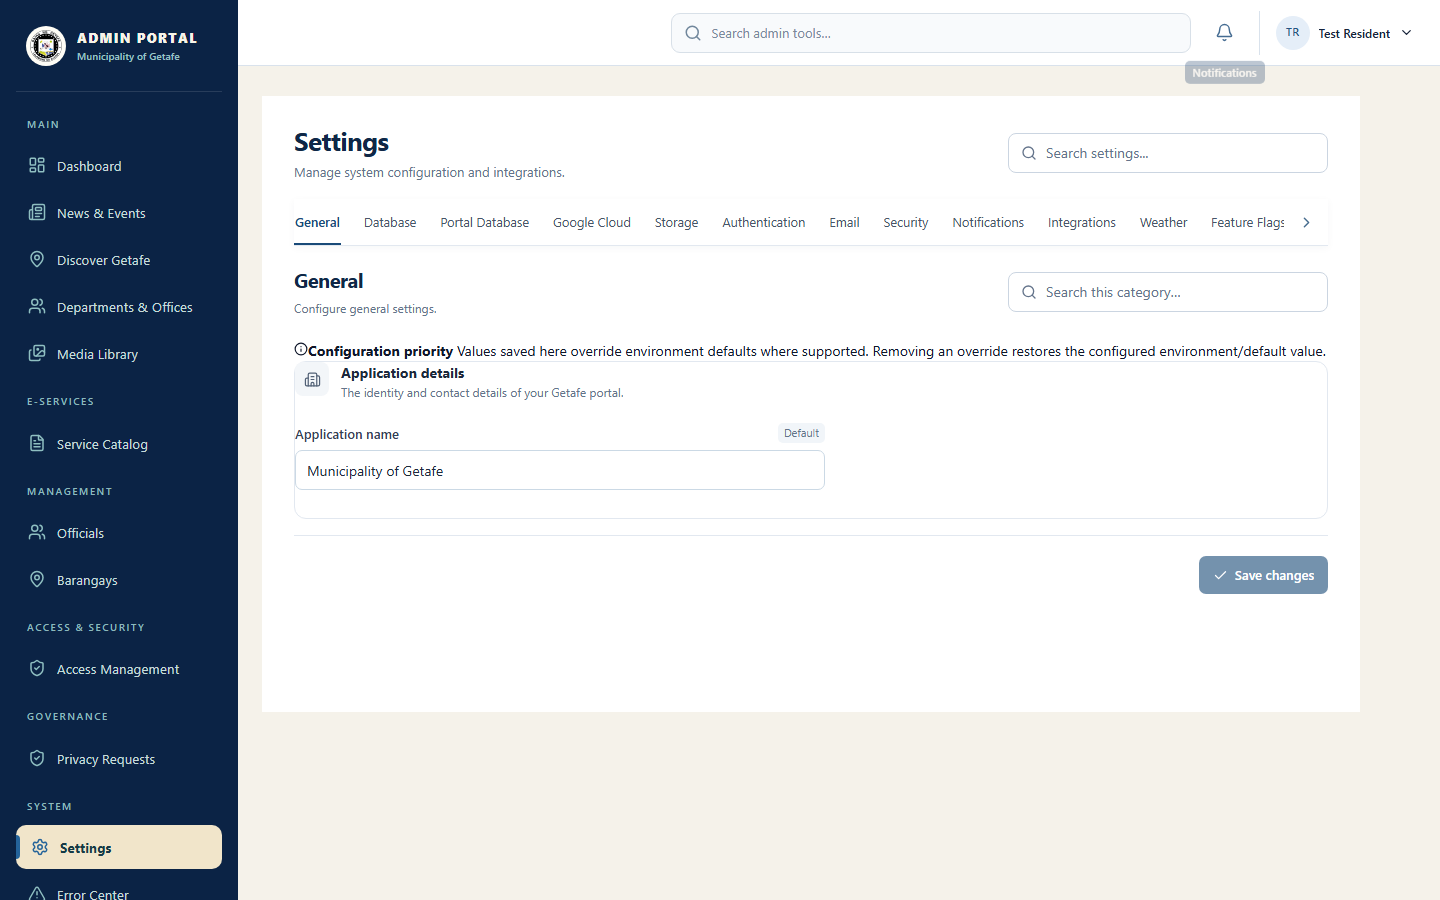 ADMIN PORTAL
Municipality of Getafe
MAIN
Dashboard
News & Events
Discover Getafe
Departments & Offices
Media Library
E-SERVICES
Service Catalog
MANAGEMENT
Officials
Barangays
ACCESS & SECURITY
Access Management
GOVERNANCE
Privacy Requests
SYSTEM
Settings
Error Center
Search admin tools...
TR
Test Resident
Notifications
Settings
Manage system configuration and integrations.
Search settings...
General Database Portal Database Google Cloud Storage Authentication Email Security Notifications Integrations Weather Feature Flags
General
Configure general settings.
Search this category...
Configuration priority Values saved here override environment defaults where supported. Removing an override restores the configured environment/default value.
Application details
The identity and contact details of your Getafe portal.
Application name
Default
Municipality of Getafe
Save changes